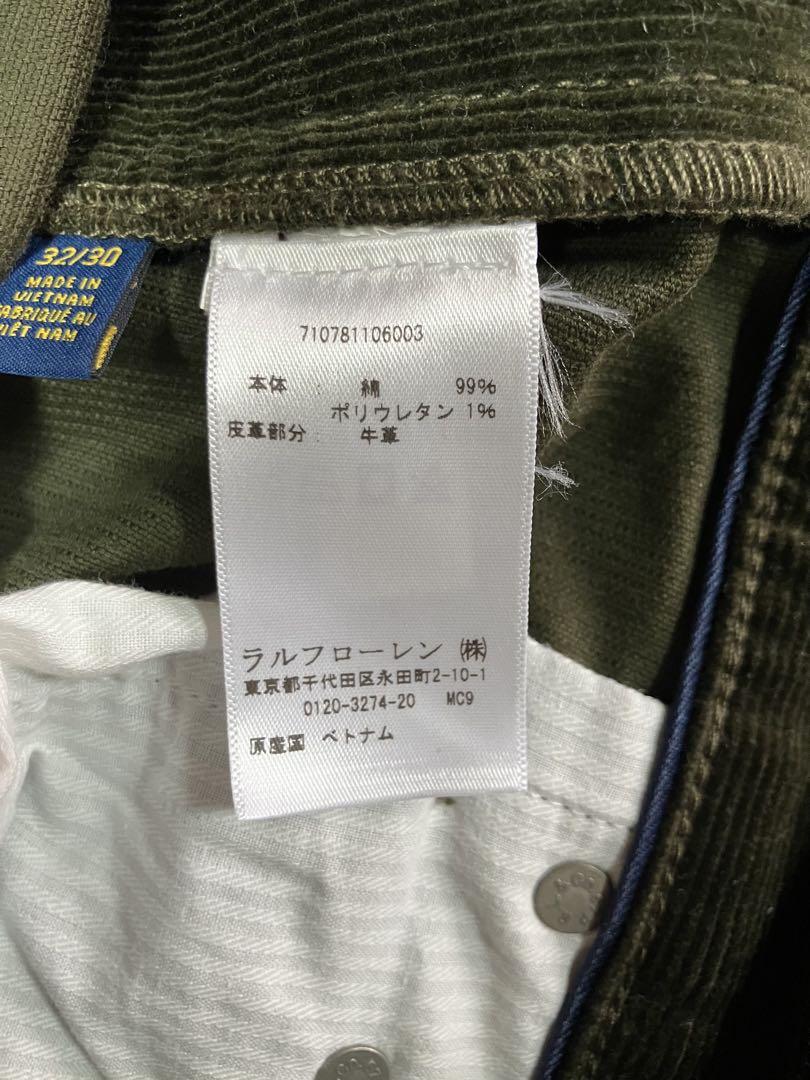 32/30
MADE IN
VIETNAM
FABRIQUÉ AU
VIÊT NAM
710781106003
本体 : 綿 99%
ポリウレタン 1%
皮革部分 : 牛革
ラルフローレン ㈱
東京都千代田区永田町2-10-1
0120-3274-20 MC9
原産国 ベトナム